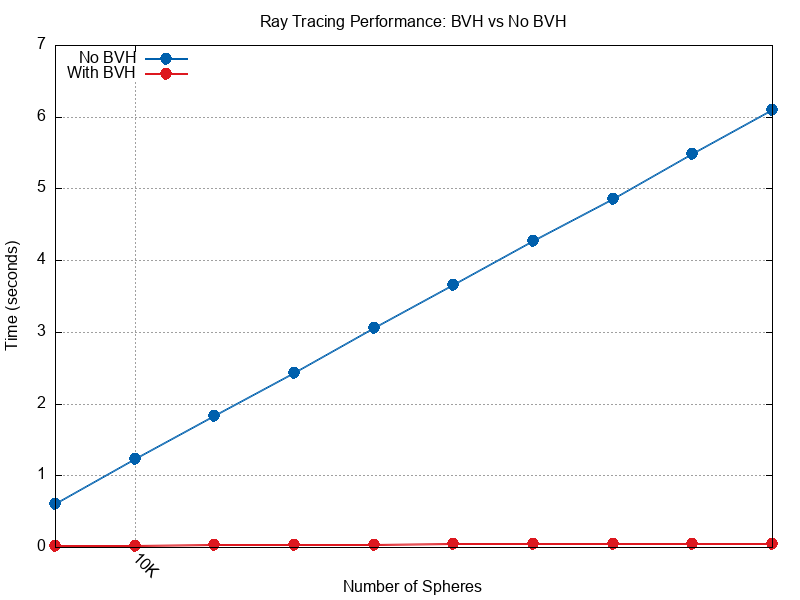 Ray Tracing Performance: BVH vs No BVH
7
No BVH
With BVH
6
5
4
3
2
1
0
10K
Time (seconds)
Number of Spheres